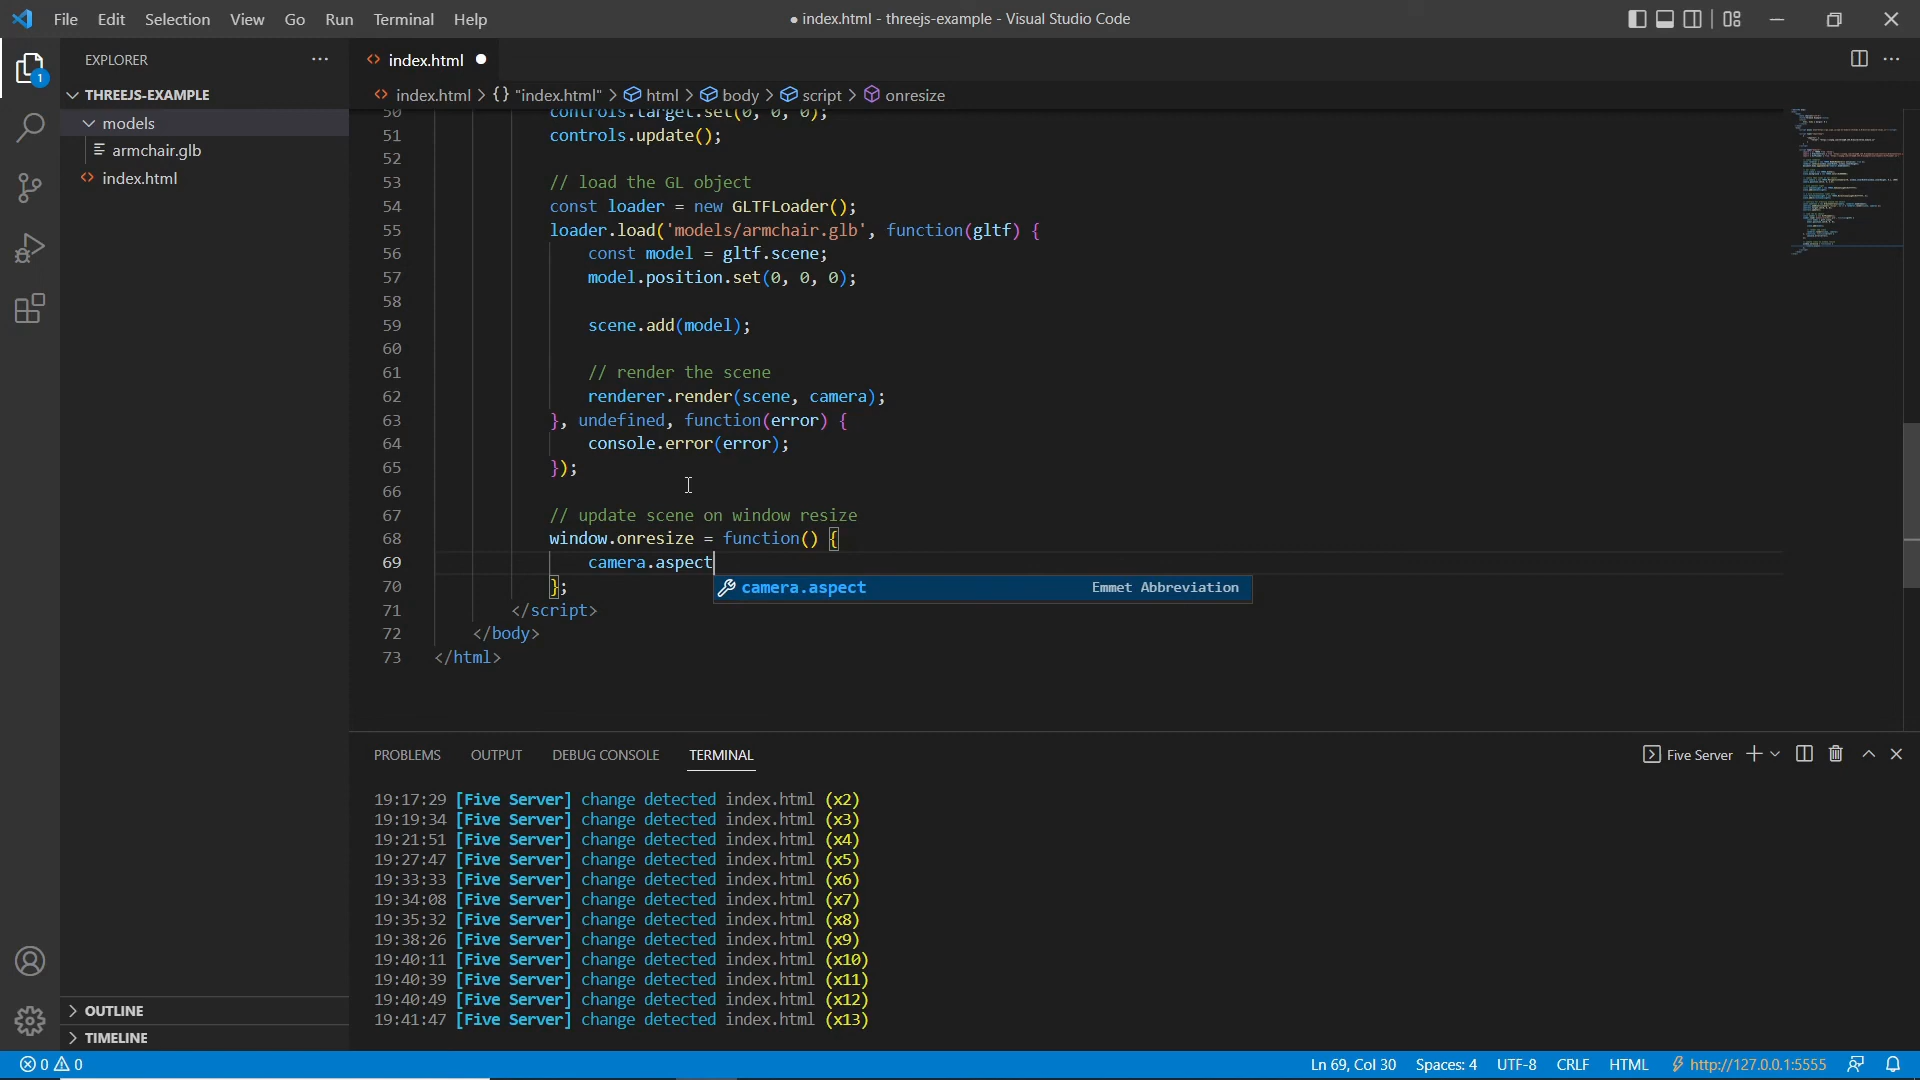 File Edit Selection View Go Run Terminal Help
● index.html - threejs-example - Visual Studio Code
EXPLORER
1
THREEJS-EXAMPLE
models
armchair.glb
index.html
OUTLINE
TIMELINE
index.html
index.html > {} "index.html" > html > body > script > onresize
50 controls.target.set(0, 0, 0);
51 controls.update();
52
53 // load the GL object
54 const loader = new GLTFLoader();
55 loader.load('models/armchair.glb', function(gltf) {
56 const model = gltf.scene;
57 model.position.set(0, 0, 0);
58
59 scene.add(model);
60
61 // render the scene
62 renderer.render(scene, camera);
63 }, undefined, function(error) {
64 console.error(error);
65 });
66
67 // update scene on window resize
68 window.onresize = function() {
69 camera.aspect
camera.aspect Emmet Abbreviation
70 };
71 </script>
72 </body>
73 </html>
PROBLEMS OUTPUT DEBUG CONSOLE TERMINAL
Five Server
19:17:29 [Five Server] change detected index.html (x2)
19:19:34 [Five Server] change detected index.html (x3)
19:21:51 [Five Server] change detected index.html (x4)
19:27:47 [Five Server] change detected index.html (x5)
19:33:33 [Five Server] change detected index.html (x6)
19:34:08 [Five Server] change detected index.html (x7)
19:35:32 [Five Server] change detected index.html (x8)
19:38:26 [Five Server] change detected index.html (x9)
19:40:11 [Five Server] change detected index.html (x10)
19:40:39 [Five Server] change detected index.html (x11)
19:40:49 [Five Server] change detected index.html (x12)
19:41:47 [Five Server] change detected index.html (x13)
0 0
Ln 69, Col 30 Spaces: 4 UTF-8 CRLF HTML http://127.0.0.1:5555